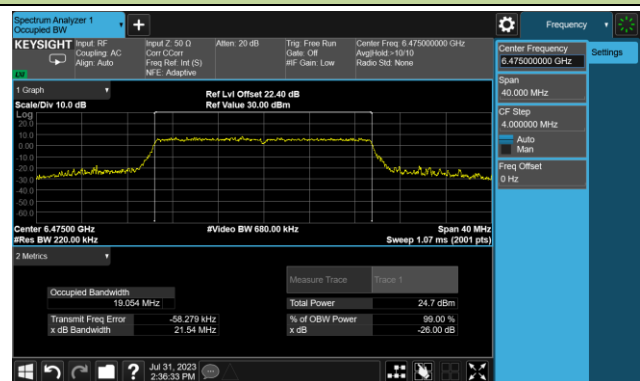 Spectrum Analyzer 1
Occupied BW
Frequency
KEYSIGHT
Input: RF
Coupling: AC
Align: Auto
Input Z: 50 Ω
Corr CCorr
Freq Ref: Int (S)
NFE: Adaptive
Atten: 20 dB
Trig: Free Run
Gate: Off
#IF Gain: Low
Center Freq: 6.475000000 GHz
Avg|Hold:>10/10
Radio Std: None
Center Frequency
6.475000000 GHz
Settings
Span
40.000 MHz
CF Step
4.000000 MHz
Auto
Man
Freq Offset
0 Hz
1 Graph
Scale/Div 10.0 dB
Ref Lvl Offset 22.40 dB
Ref Value 30.00 dBm
Log
20.0
10.0
0.00
-10.0
-20.0
-30.0
-40.0
-50.0
-60.0
Center 6.47500 GHz
#Video BW 680.00 kHz
Span 40 MHz
#Res BW 220.00 kHz
Sweep 1.07 ms (2001 pts)
2 Metrics
Measure Trace
Trace 1
Occupied Bandwidth
19.054 MHz
Total Power
24.7 dBm
Transmit Freq Error
-58.279 kHz
% of OBW Power
99.00 %
x dB Bandwidth
21.54 MHz
x dB
-26.00 dB
Jul 31, 2023
2:36:33 PM